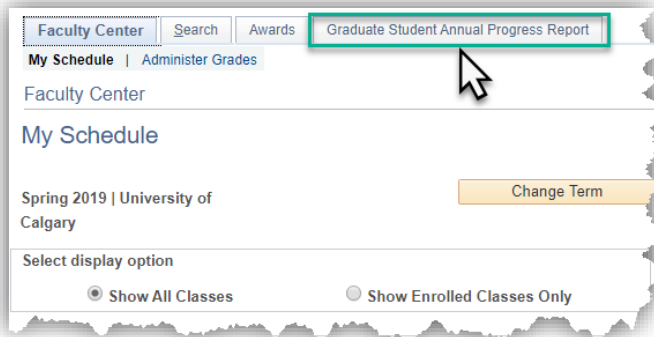 Faculty Center Search Awards Graduate Student Annual Progress Report
My Schedule | Administer Grades
Faculty Center
My Schedule
Spring 2019 | University of
Calgary
Change Term
Select display option
Show All Classes Show Enrolled Classes Only